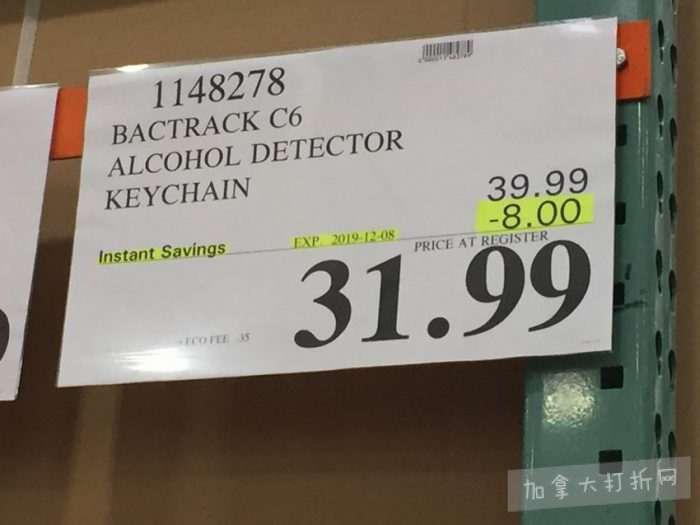 1148278
BACTRACK C6
ALCOHOL DETECTOR
KEYCHAIN
39.99
-8.00
Instant Savings EXP. 2019-12-08 PRICE AT REGISTER
31.99
+ ECO FEE .35
加拿大打折网